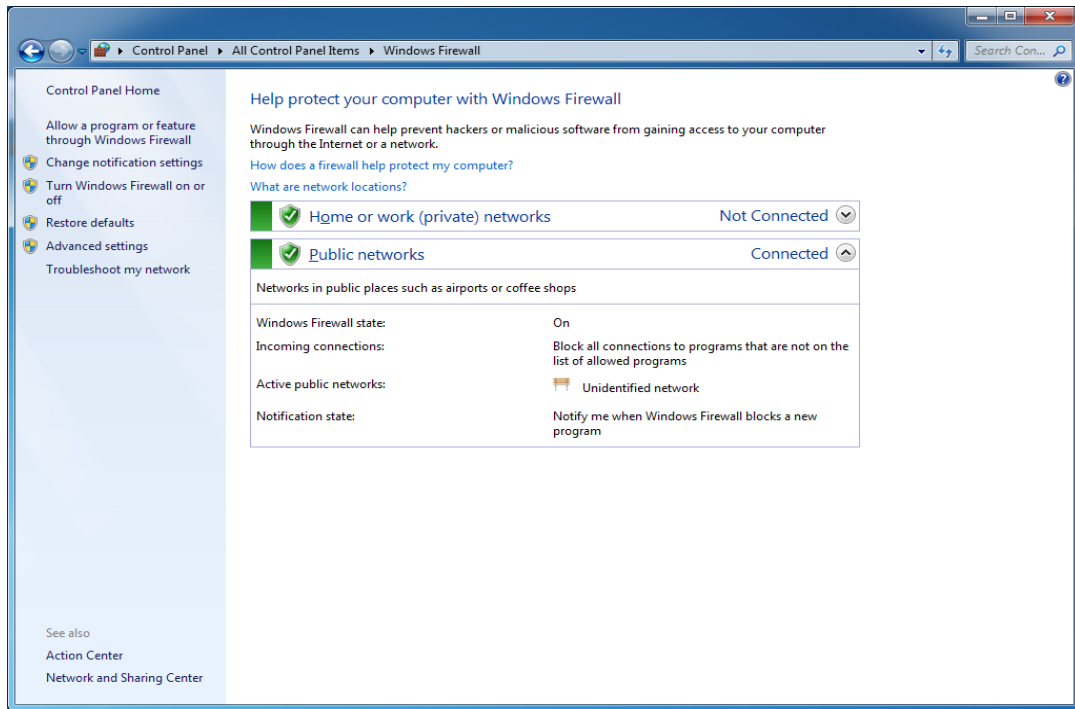 Control Panel ▸ All Control Panel Items ▸ Windows Firewall
Search Con...
Control Panel Home
Allow a program or feature
through Windows Firewall
Change notification settings
Turn Windows Firewall on or
off
Restore defaults
Advanced settings
Troubleshoot my network
See also
Action Center
Network and Sharing Center
Help protect your computer with Windows Firewall
Windows Firewall can help prevent hackers or malicious software from gaining access to your computer
through the Internet or a network.
How does a firewall help protect my computer?
What are network locations?
Home or work (private) networks Not Connected
Public networks Connected
Networks in public places such as airports or coffee shops
Windows Firewall state: On
Incoming connections: Block all connections to programs that are not on the
list of allowed programs
Active public networks: Unidentified network
Notification state: Notify me when Windows Firewall blocks a new
program